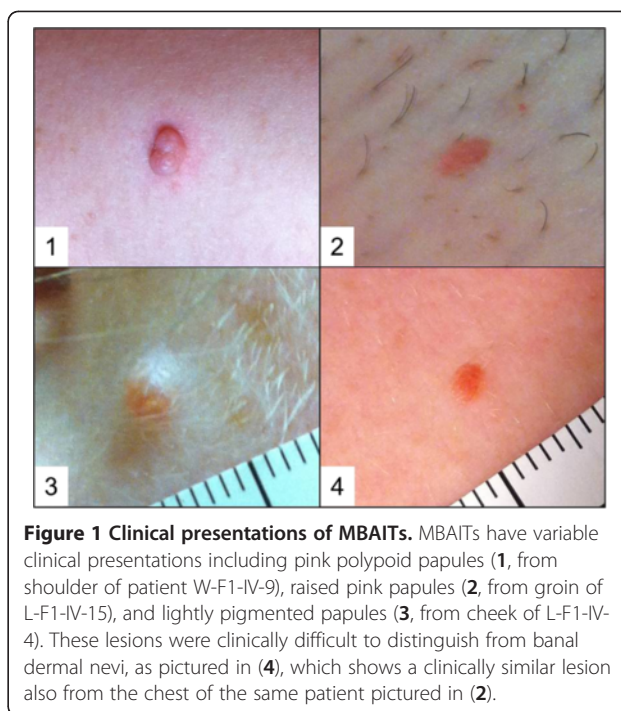 1
2
3
4
Figure 1 Clinical presentations of MBAITs. MBAITs have variable
clinical presentations including pink polypoid papules (1, from
shoulder of patient W-F1-IV-9), raised pink papules (2, from groin of
L-F1-IV-15), and lightly pigmented papules (3, from cheek of L-F1-IV-
4). These lesions were clinically difficult to distinguish from banal
dermal nevi, as pictured in (4), which shows a clinically similar lesion
also from the chest of the same patient pictured in (2).